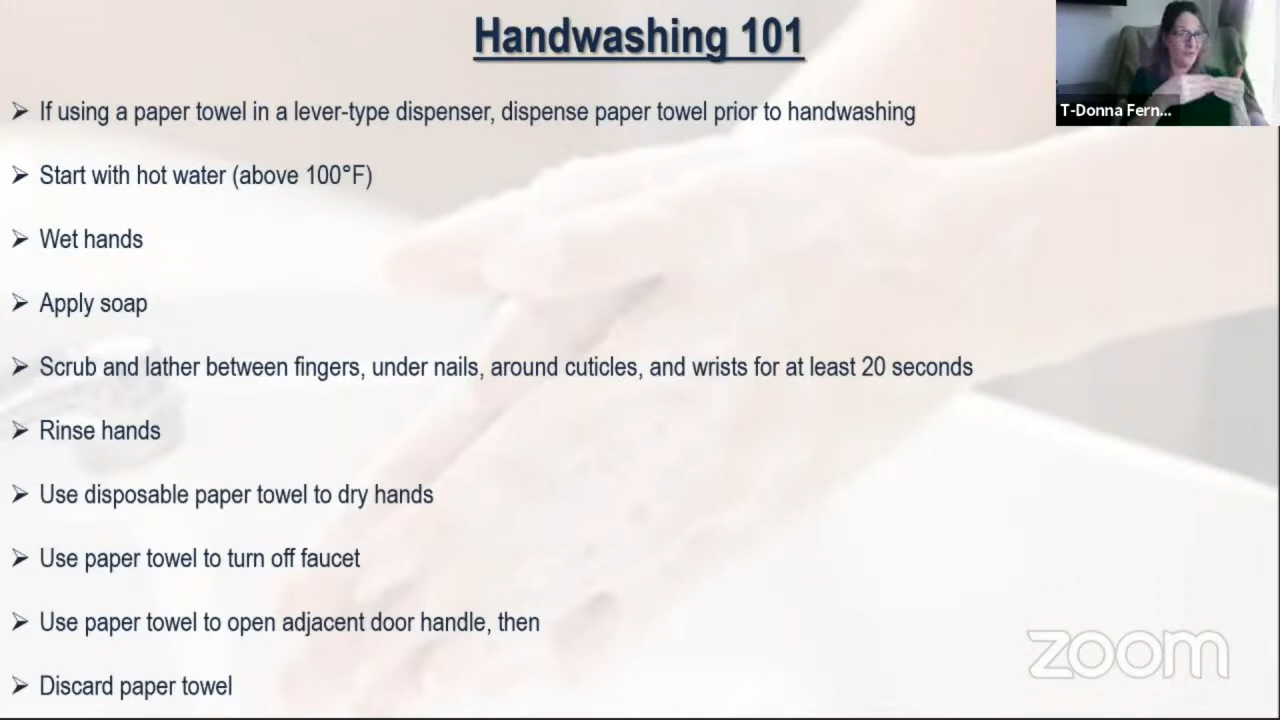 Handwashing 101
T-Donna Fern...
➢ If using a paper towel in a lever-type dispenser, dispense paper towel prior to handwashing
➢ Start with hot water (above 100°F)
➢ Wet hands
➢ Apply soap
➢ Scrub and lather between fingers, under nails, around cuticles, and wrists for at least 20 seconds
➢ Rinse hands
➢ Use disposable paper towel to dry hands
➢ Use paper towel to turn off faucet
➢ Use paper towel to open adjacent door handle, then
➢ Discard paper towel
zoom